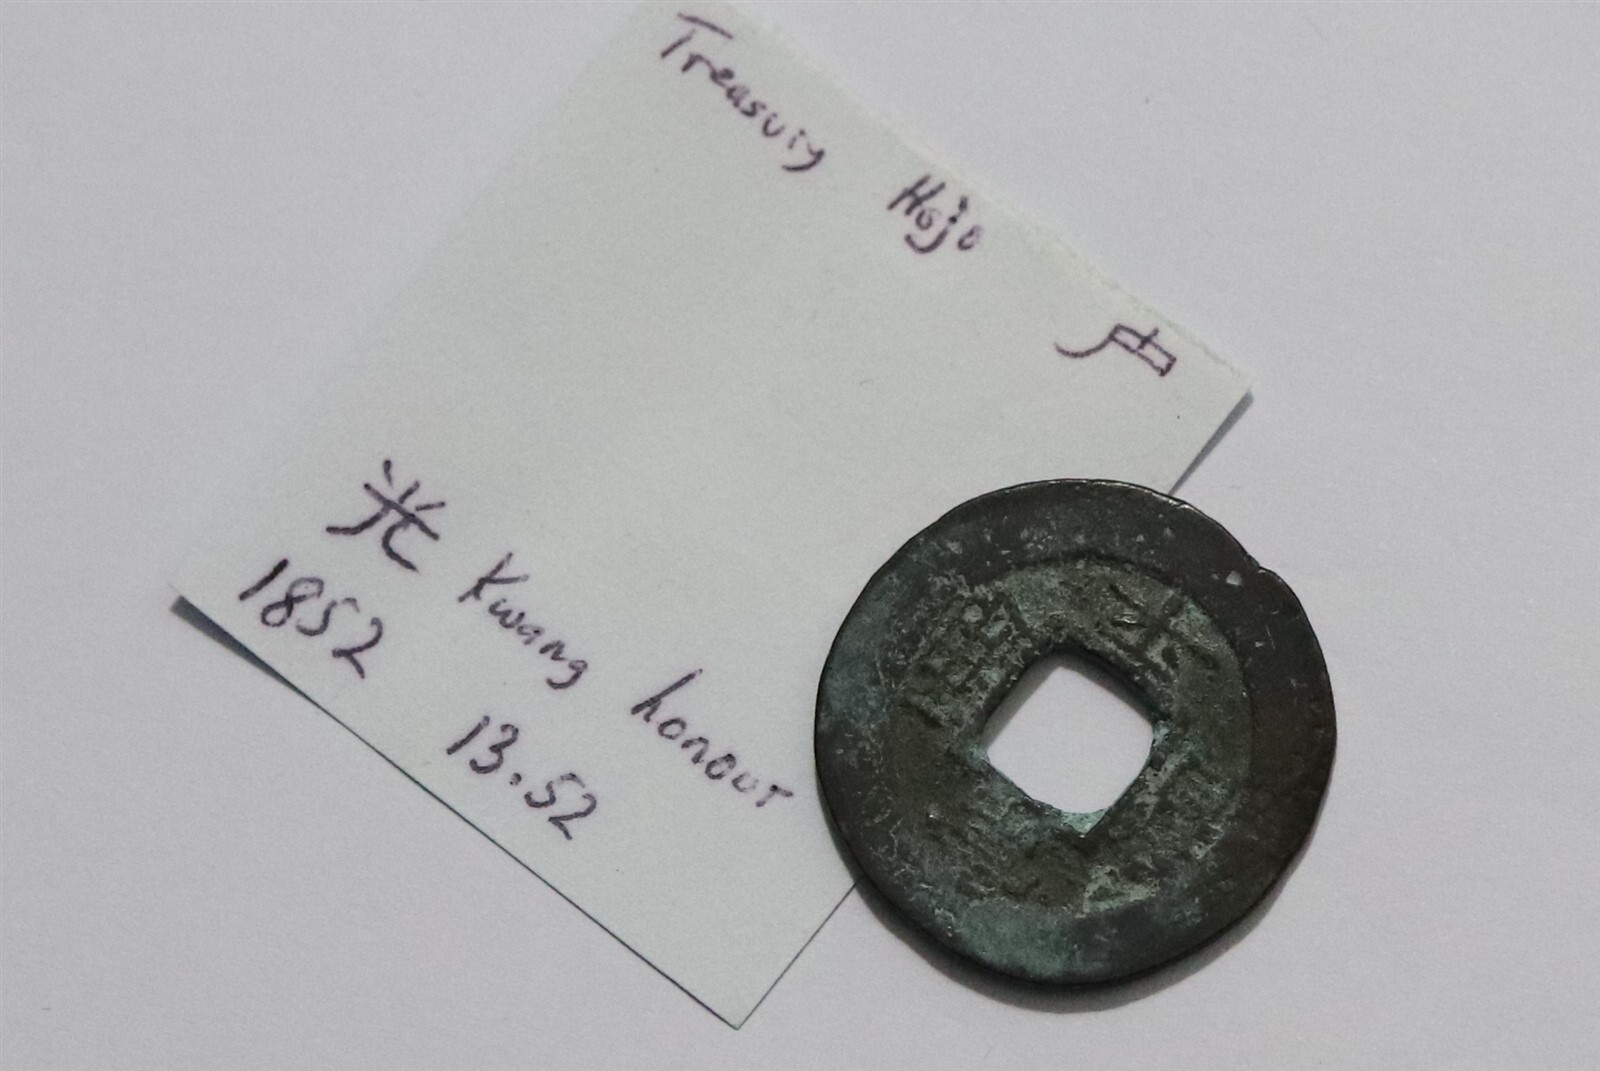 Treasury Hojo 户
光 Kwang honour
1852 13.52